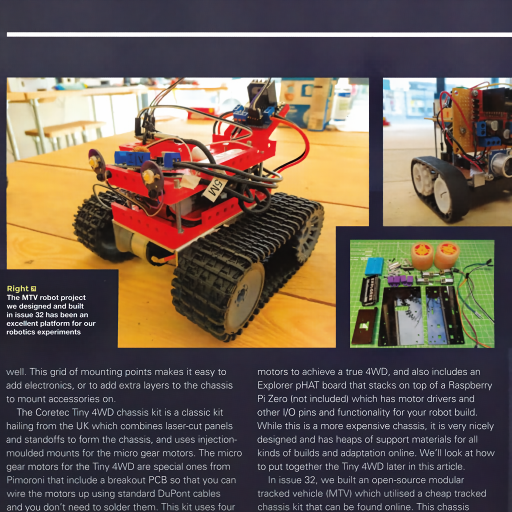 Right
The MTV robot project
we designed and built
in issue 32 has been an
excellent platform for our
robotics experiments
well. This grid of mounting points makes it easy to
add electronics, or to add extra layers to the chassis
to mount accessories on.
The Coretec Tiny 4WD chassis kit is a classic kit
hailing from the UK which combines laser-cut panels
and standoffs to form the chassis, and uses injection-
moulded mounts for the micro gear motors. The micro
gear motors for the Tiny 4WD are special ones from
Pimoroni that include a breakout PCB so that you can
wire the motors up using standard DuPont cables
and you don't need to solder them. This kit uses four
motors to achieve a true 4WD, and also includes an
Explorer pHAT board that stacks on top of a Raspberry
Pi Zero (not included) which has motor drivers and
other I/O pins and functionality for your robot build.
While this is a more expensive chassis, it is very nicely
designed and has heaps of support materials for all
kinds of builds and adaptation online. We'll look at how
to put together the Tiny 4WD later in this article.
In issue 32, we built an open-source modular
tracked vehicle (MTV) which utilised a cheap tracked
chassis kit that can be found online. This chassis
5M